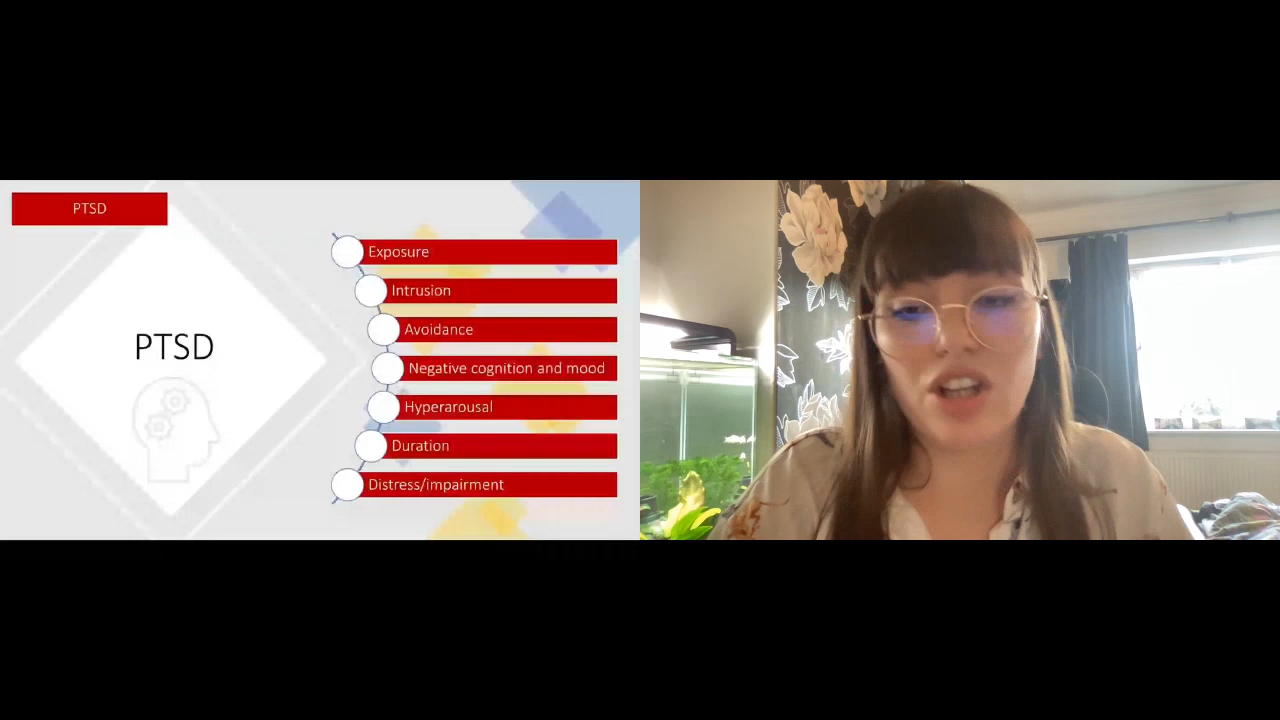 PTSD
PTSD
Exposure
Intrusion
Avoidance
Negative cognition and mood
Hyperarousal
Duration
Distress/impairment